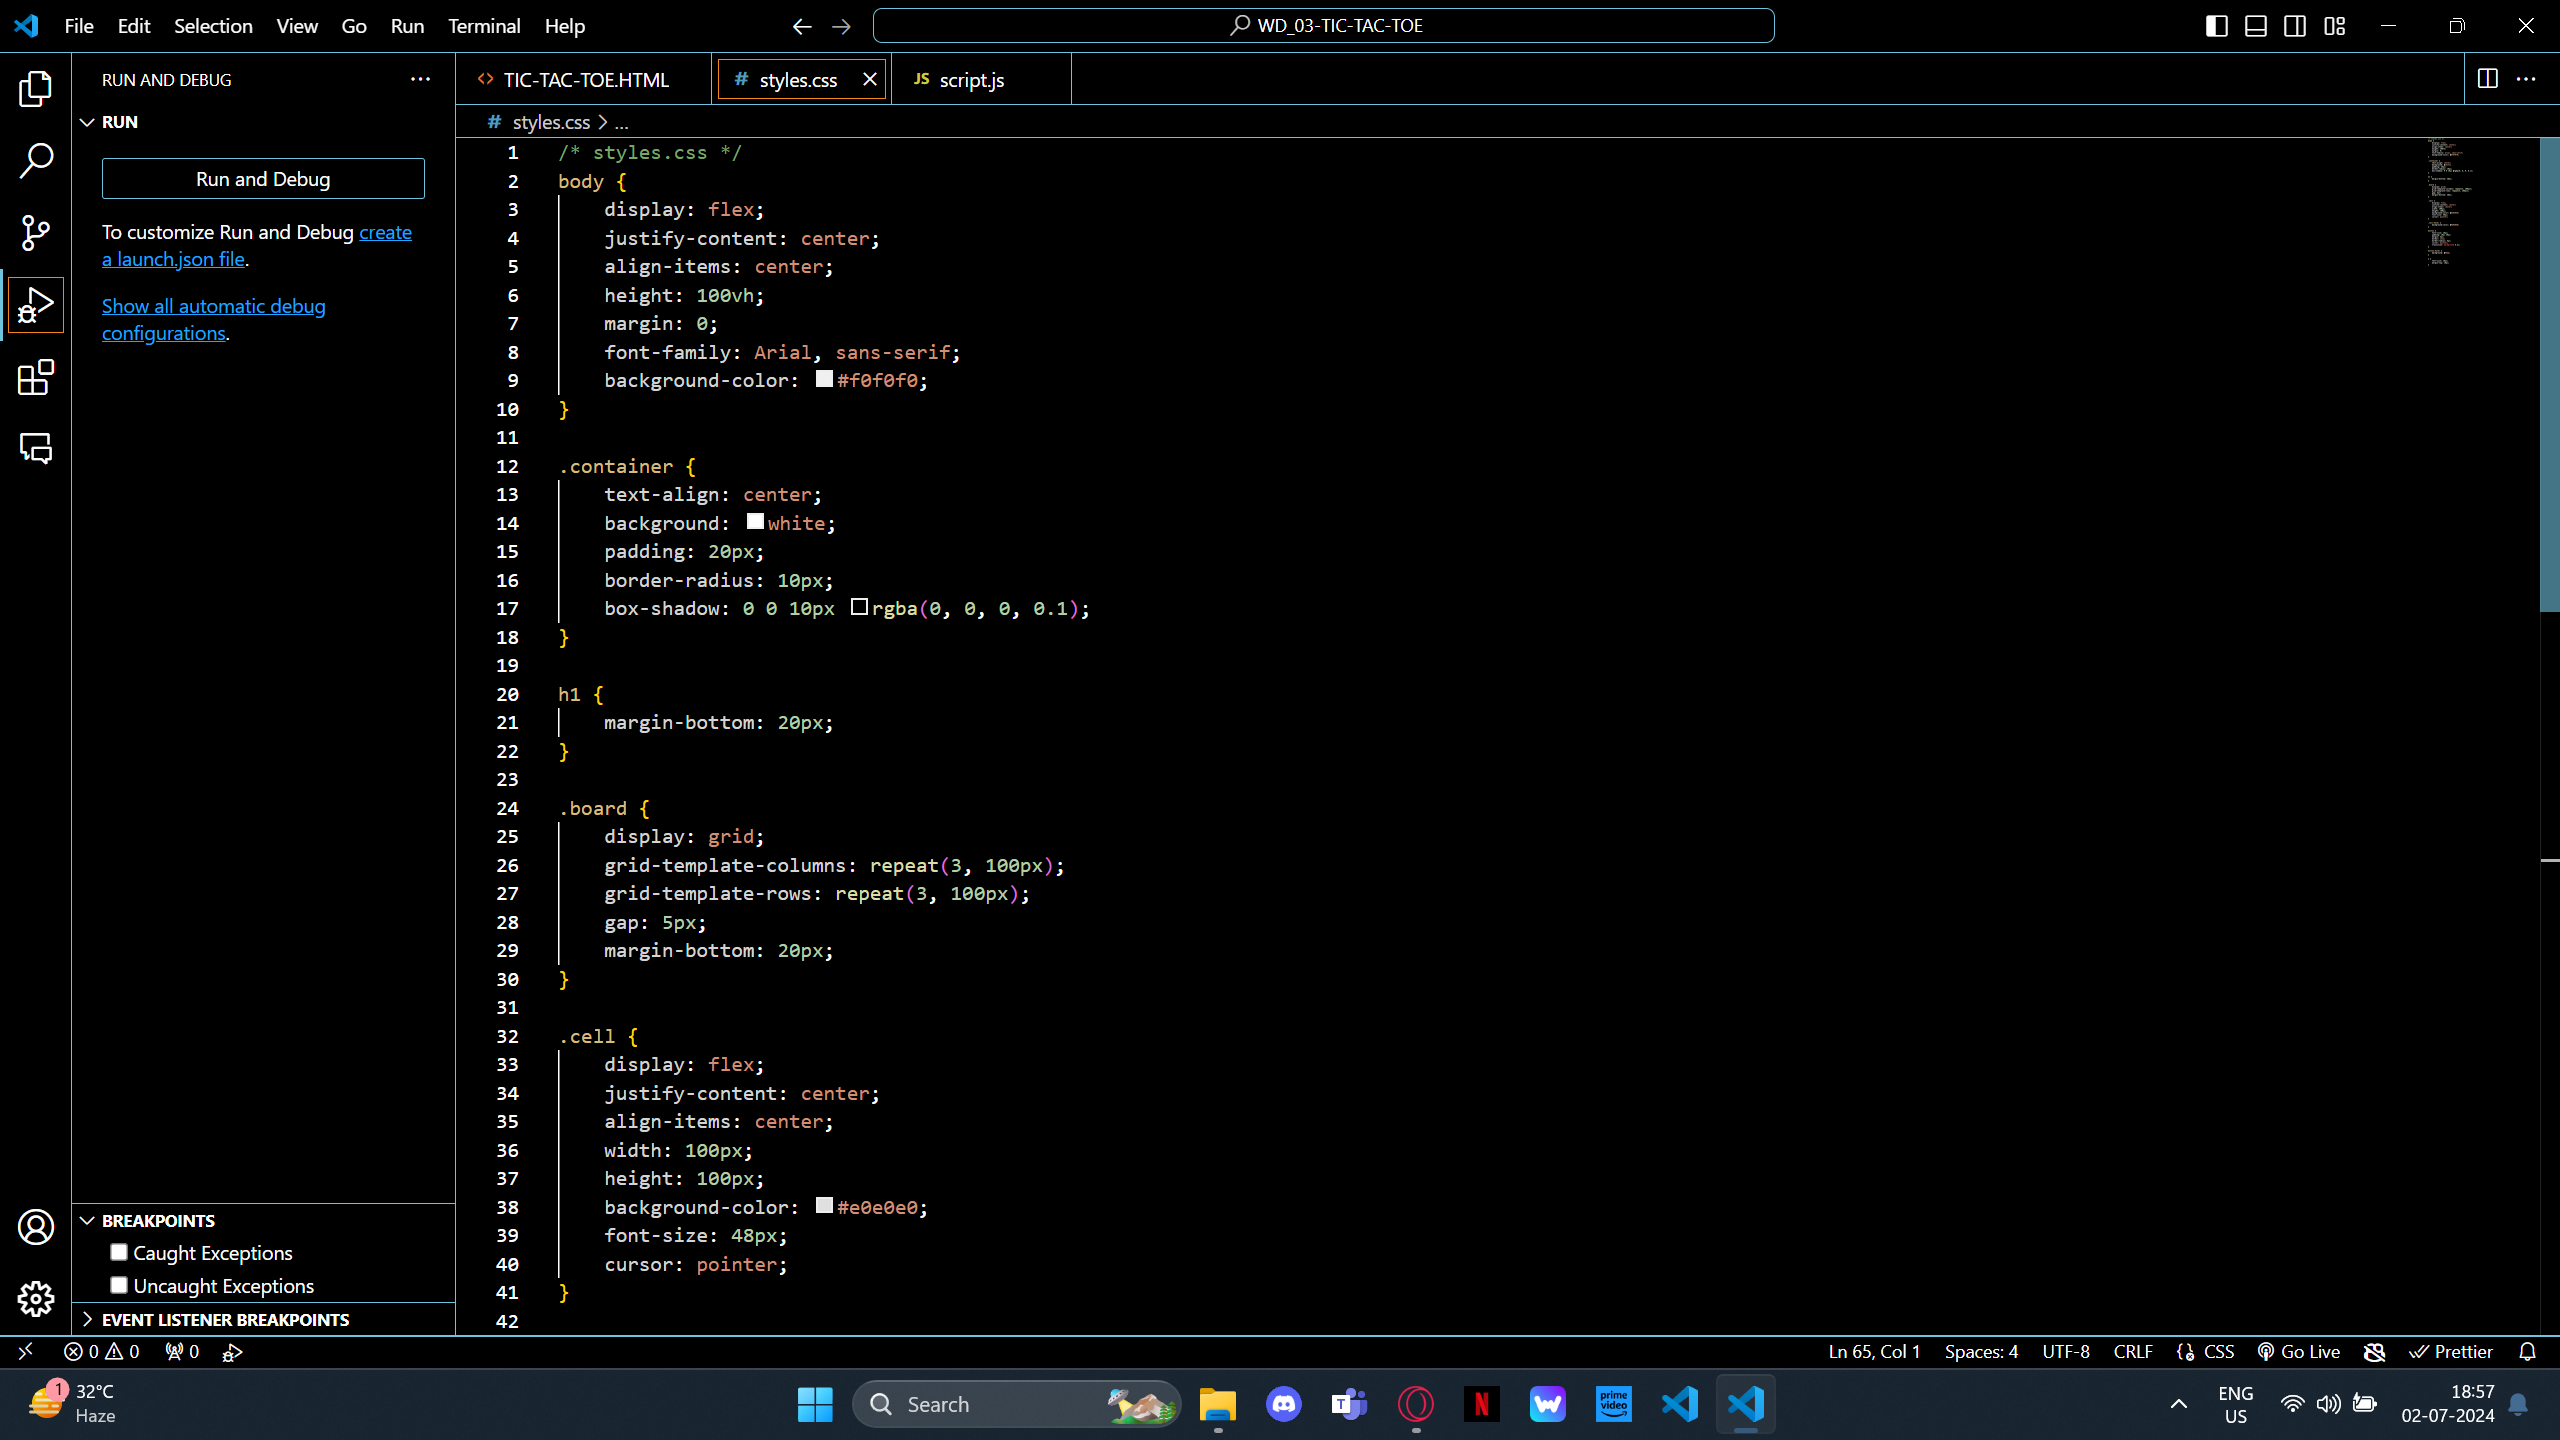 File Edit Selection View Go Run Terminal Help
WD_03-TIC-TAC-TOE
RUN AND DEBUG
RUN
Run and Debug
To customize Run and Debug create
a launch.json file.
Show all automatic debug
configurations.
BREAKPOINTS
Caught Exceptions
Uncaught Exceptions
EVENT LISTENER BREAKPOINTS
TIC-TAC-TOE.HTML
# styles.css
JS script.js
# styles.css > ...
1 /* styles.css */
2 body {
3 display: flex;
4 justify-content: center;
5 align-items: center;
6 height: 100vh;
7 margin: 0;
8 font-family: Arial, sans-serif;
9 background-color: #f0f0f0;
10 }
11
12 .container {
13 text-align: center;
14 background: white;
15 padding: 20px;
16 border-radius: 10px;
17 box-shadow: 0 0 10px rgba(0, 0, 0, 0.1);
18 }
19
20 h1 {
21 margin-bottom: 20px;
22 }
23
24 .board {
25 display: grid;
26 grid-template-columns: repeat(3, 100px);
27 grid-template-rows: repeat(3, 100px);
28 gap: 5px;
29 margin-bottom: 20px;
30 }
31
32 .cell {
33 display: flex;
34 justify-content: center;
35 align-items: center;
36 width: 100px;
37 height: 100px;
38 background-color: #e0e0e0;
39 font-size: 48px;
40 cursor: pointer;
41 }
42
0 0 0
Ln 65, Col 1 Spaces: 4 UTF-8 CRLF {} CSS Go Live Prettier
1
32°C
Haze
Search
N
prime
video
ENG
US
18:57
02-07-2024